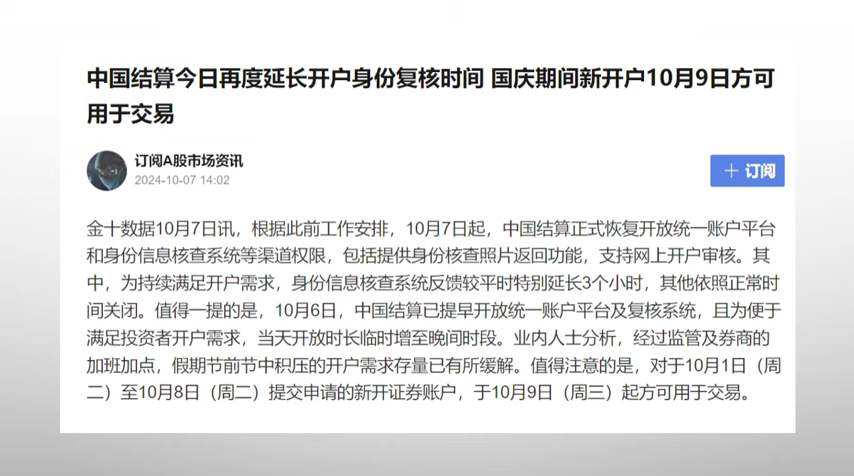 中国结算今日再度延长开户身份复核时间 国庆期间新开户10月9日方可
用于交易
订阅A股市场资讯
2024-10-07 14:02
+ 订阅
金十数据10月7日讯，根据此前工作安排，10月7日起，中国结算正式恢复开放统一账户平台
和身份信息核查系统等渠道权限，包括提供身份核查照片返回功能，支持网上开户审核。其
中，为持续满足开户需求，身份信息核查系统反馈较平时特别延长3个小时，其他依照正常时
间关闭。值得一提的是，10月6日，中国结算已提早开放统一账户平台及复核系统，且为便于
满足投资者开户需求，当天开放时长临时增至晚间时段。业内人士分析，经过监管及券商的
加班加点，假期节前节中积压的开户需求存量已有所缓解。值得注意的是，对于10月1日（周
二）至10月8日（周二）提交申请的新开证券账户，于10月9日（周三）起方可用于交易。